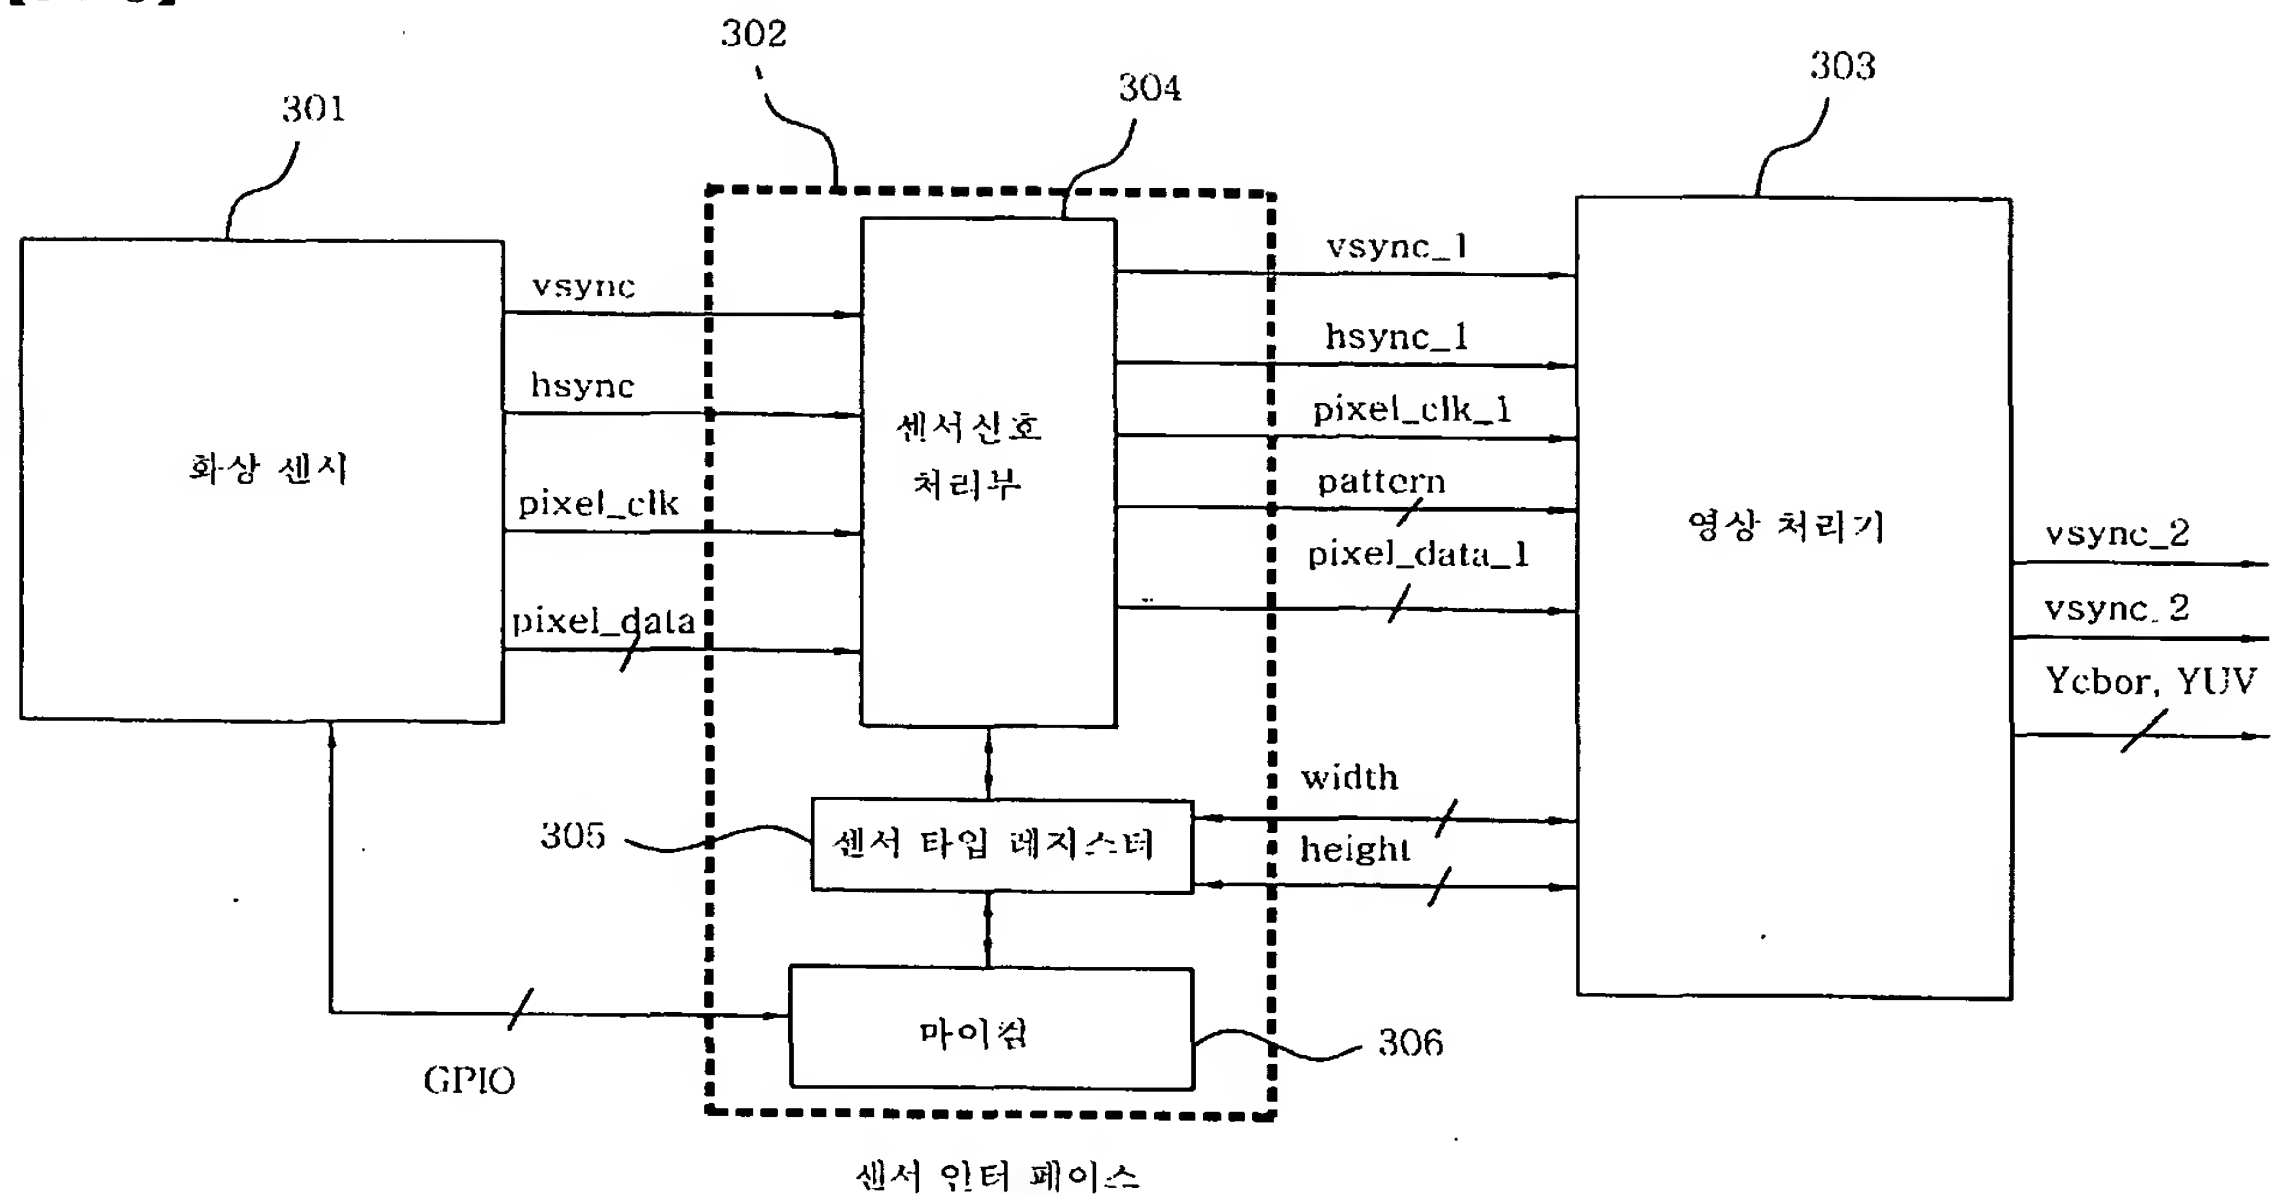 302
304
303
301
vsync_1
vsync
hsync_1
hsync
pixel_clk_1
센서신호
처리부
화상 센서
pattern
pixel_clk
영상 처리기
vsync_2
pixel_data_1
vsync_2
pixel_data
Ycbcr, YUV
width
305
센서 타입 레지스터
height
마이컴
306
GPIO
센서 인터 페이스